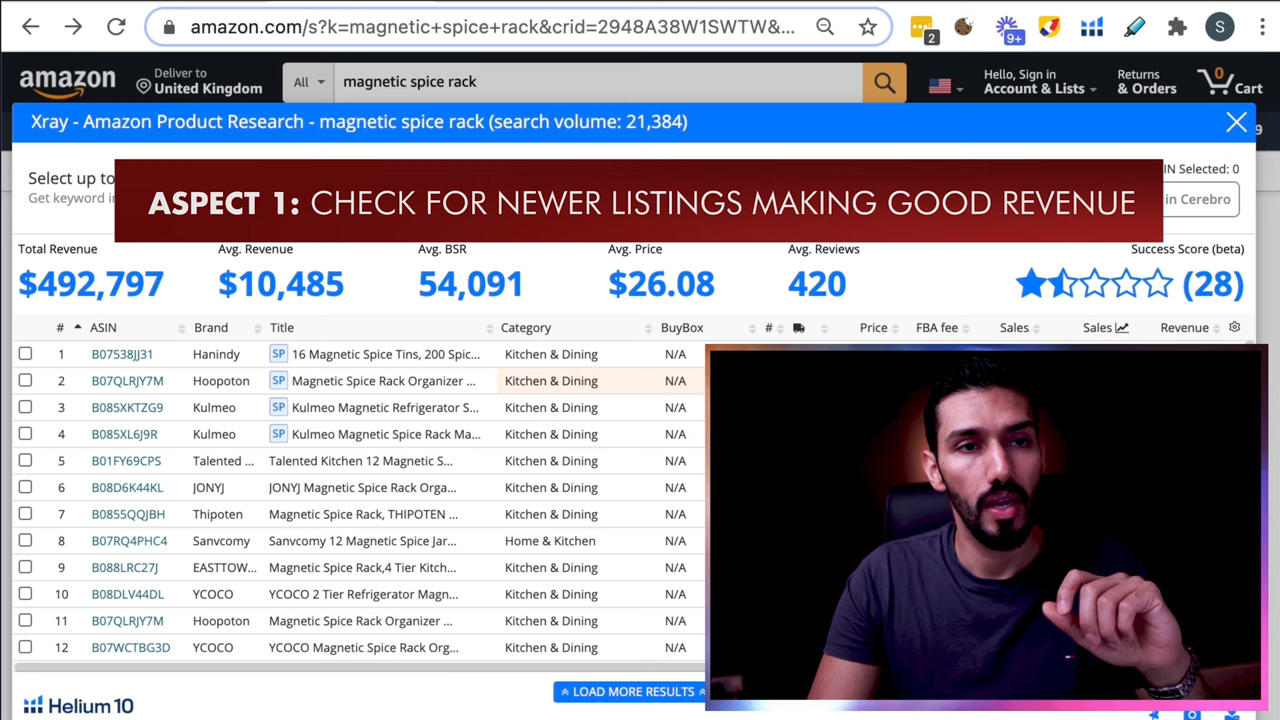 amazon.com/s?k=magnetic+spice+rack&crid=2948A38W1SWTW&...
2
9+
S
amazon
Deliver to
United Kingdom
All
magnetic spice rack
Hello, Sign in
Account & Lists
Returns
& Orders
0
Cart
Xray - Amazon Product Research - magnetic spice rack (search volume: 21,384)
9
Select up to
IN Selected: 0
Get keyword in
in Cerebro
ASPECT 1: CHECK FOR NEWER LISTINGS MAKING GOOD REVENUE
Total Revenue Avg. Revenue Avg. BSR Avg. Price Avg. Reviews Success Score (beta)
$492,797 $10,485 54,091 $26.08 420 (28)
# ASIN Brand Title Category BuyBox # Price FBA fee Sales Sales Revenue
1 B07538JJ31 Hanindy SP 16 Magnetic Spice Tins, 200 Spic... Kitchen & Dining N/A
2 B07QLRJY7M Hoopoton SP Magnetic Spice Rack Organizer ... Kitchen & Dining N/A
3 B085XKTZG9 Kulmeo SP Kulmeo Magnetic Refrigerator S... Kitchen & Dining N/A
4 B085XL6J9R Kulmeo SP Kulmeo Magnetic Spice Rack Ma... Kitchen & Dining N/A
5 B01FY69CPS Talented ... Talented Kitchen 12 Magnetic S... Kitchen & Dining N/A
6 B08D6K44KL JONYJ JONYJ Magnetic Spice Rack Orga... Kitchen & Dining N/A
7 B0855QQJBH Thipoten Magnetic Spice Rack, THIPOTEN ... Kitchen & Dining N/A
8 B07RQ4PHC4 Sanvcomy Sanvcomy 12 Magnetic Spice Jar... Home & Kitchen N/A
9 B088LRC27J EASTTOW... Magnetic Spice Rack,4 Tier Kitch... Kitchen & Dining N/A
10 B08DLV44DL YCOCO YCOCO 2 Tier Refrigerator Magn... Kitchen & Dining N/A
11 B07QLRJY7M Hoopoton Magnetic Spice Rack Organizer ... Kitchen & Dining N/A
12 B07WCTBG3D YCOCO YCOCO Magnetic Spice Rack Org... Kitchen & Dining N/A
Helium 10
LOAD MORE RESULTS